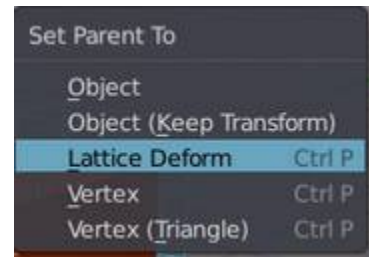 Set Parent To
Object
Object (Keep Transform)
Lattice Deform Ctrl P
Vertex Ctrl P
Vertex (Triangle) Ctrl P